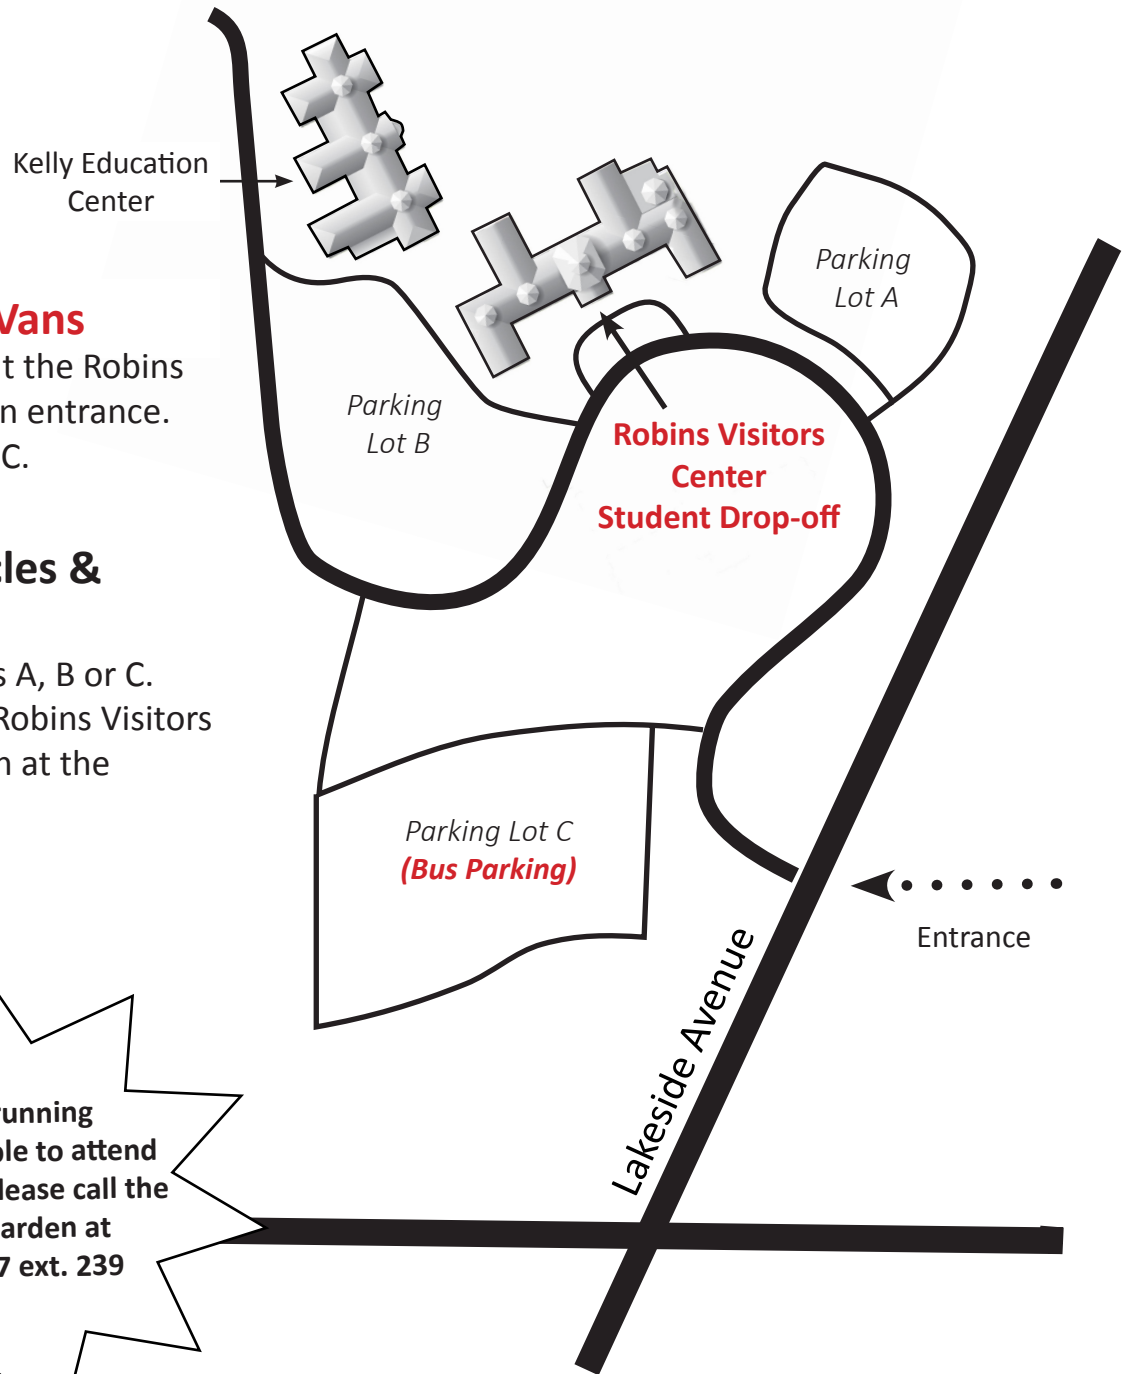 Kelly Education
Center
Parking
Lot A
Vans
t the Robins
n entrance.
C.
Parking
Lot B
Robins Visitors
Center
Student Drop-off
cles &
s A, B or C.
Robins Visitors
n at the
Parking Lot C
(Bus Parking)
Entrance
Lakeside Avenue
running
ble to attend
lease call the
arden at
7 ext. 239